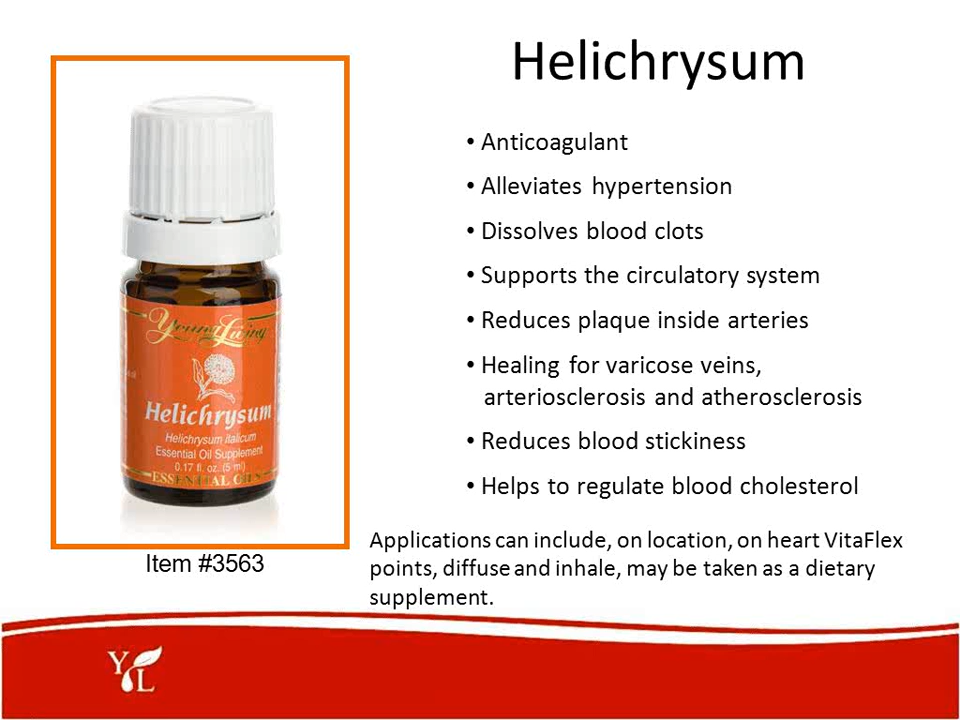 Helichrysum
• Anticoagulant
• Alleviates hypertension
• Dissolves blood clots
• Supports the circulatory system
• Reduces plaque inside arteries
• Healing for varicose veins,
arteriosclerosis and atherosclerosis
• Reduces blood stickiness
• Helps to regulate blood cholesterol
Young Living
Helichrysum
Helichrysum italicum
Essential Oil Supplement
0.17 fl. oz. (5 ml)
ESSENTIAL OILS
Item #3563
Applications can include, on location, on heart VitaFlex
points, diffuse and inhale, may be taken as a dietary
supplement.
Y L